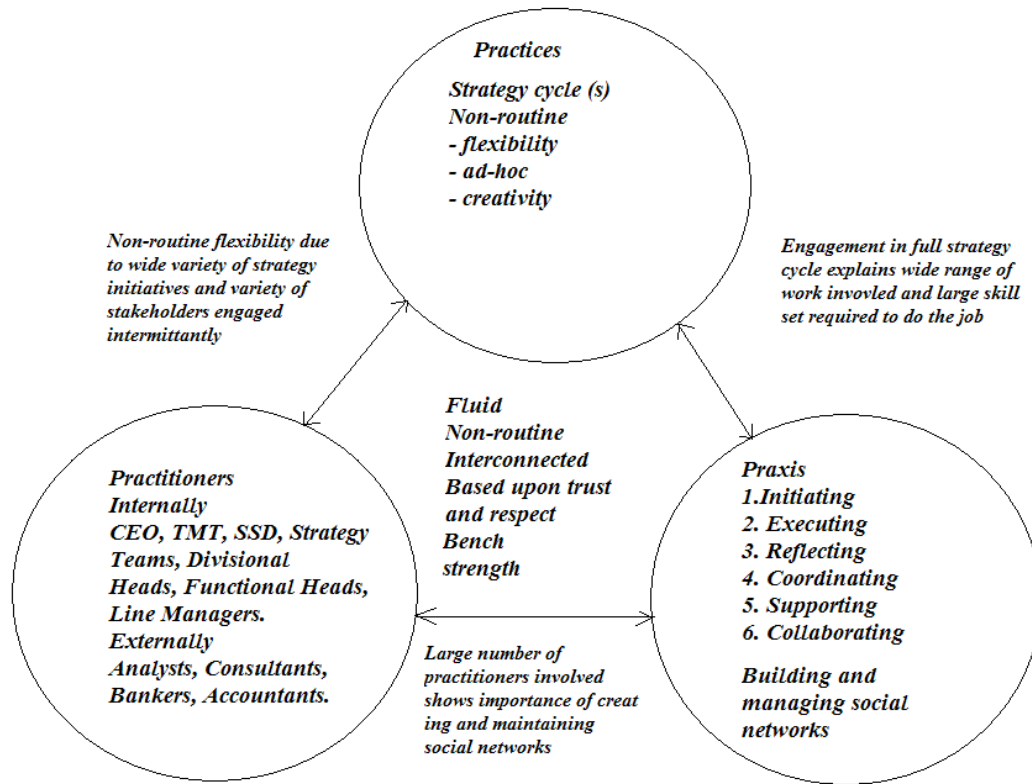 Practices
Strategy cycle (s)
Non-routine
- flexibility
- ad-hoc
- creativity
Non-routine flexibility due
to wide variety of strategy
initiatives and variety of
stakeholders engaged
intermittantly
Engagement in full strategy
cycle explains wide range of
work invovled and large skill
set required to do the job
Fluid
Non-routine
Interconnected
Based upon trust
and respect
Bench
strength
Practitioners
Internally
CEO, TMT, SSD, Strategy
Teams, Divisional
Heads, Functional Heads,
Line Managers.
Externally
Analysts, Consultants,
Bankers, Accountants.
Praxis
1.Initiating
2. Executing
3. Reflecting
4. Coordinating
5. Supporting
6. Collaborating
Building and
managing social
networks
Large number of
practitioners involved
shows importance of creat
ing and maintaining
social networks